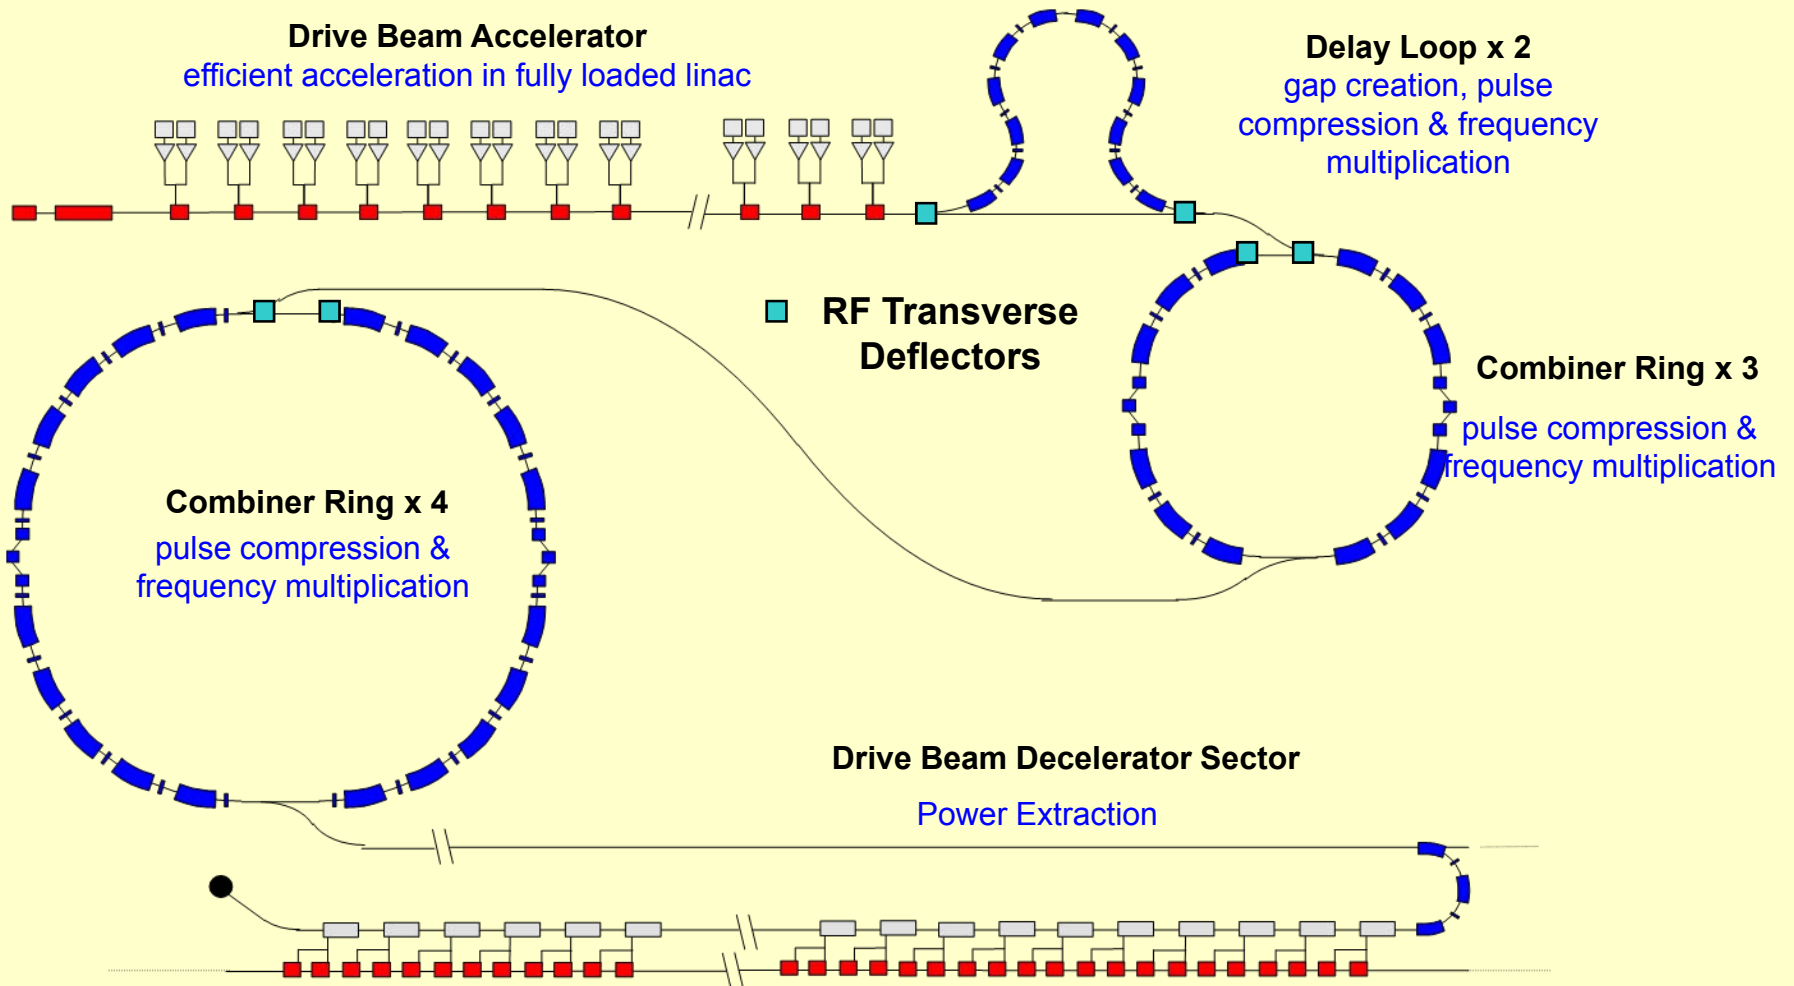 Drive Beam Accelerator
efficient acceleration in fully loaded linac
Delay Loop x 2
gap creation, pulse
compression & frequency
multiplication
RF Transverse
Deflectors
Combiner Ring x 3
pulse compression &
frequency multiplication
Combiner Ring x 4
pulse compression &
frequency multiplication
Drive Beam Decelerator Sector
Power Extraction